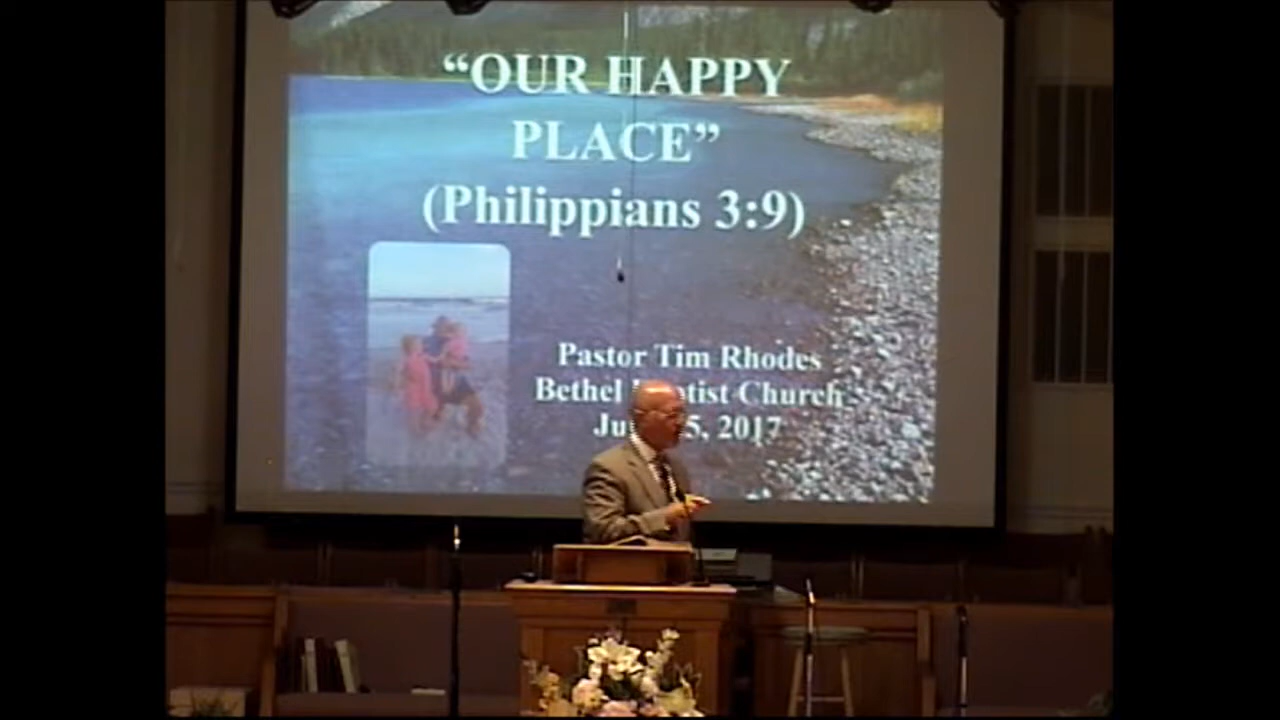 “OUR HAPPY
PLACE”
(Philippians 3:9)
Pastor Tim Rhodes
Bethel Church
2017